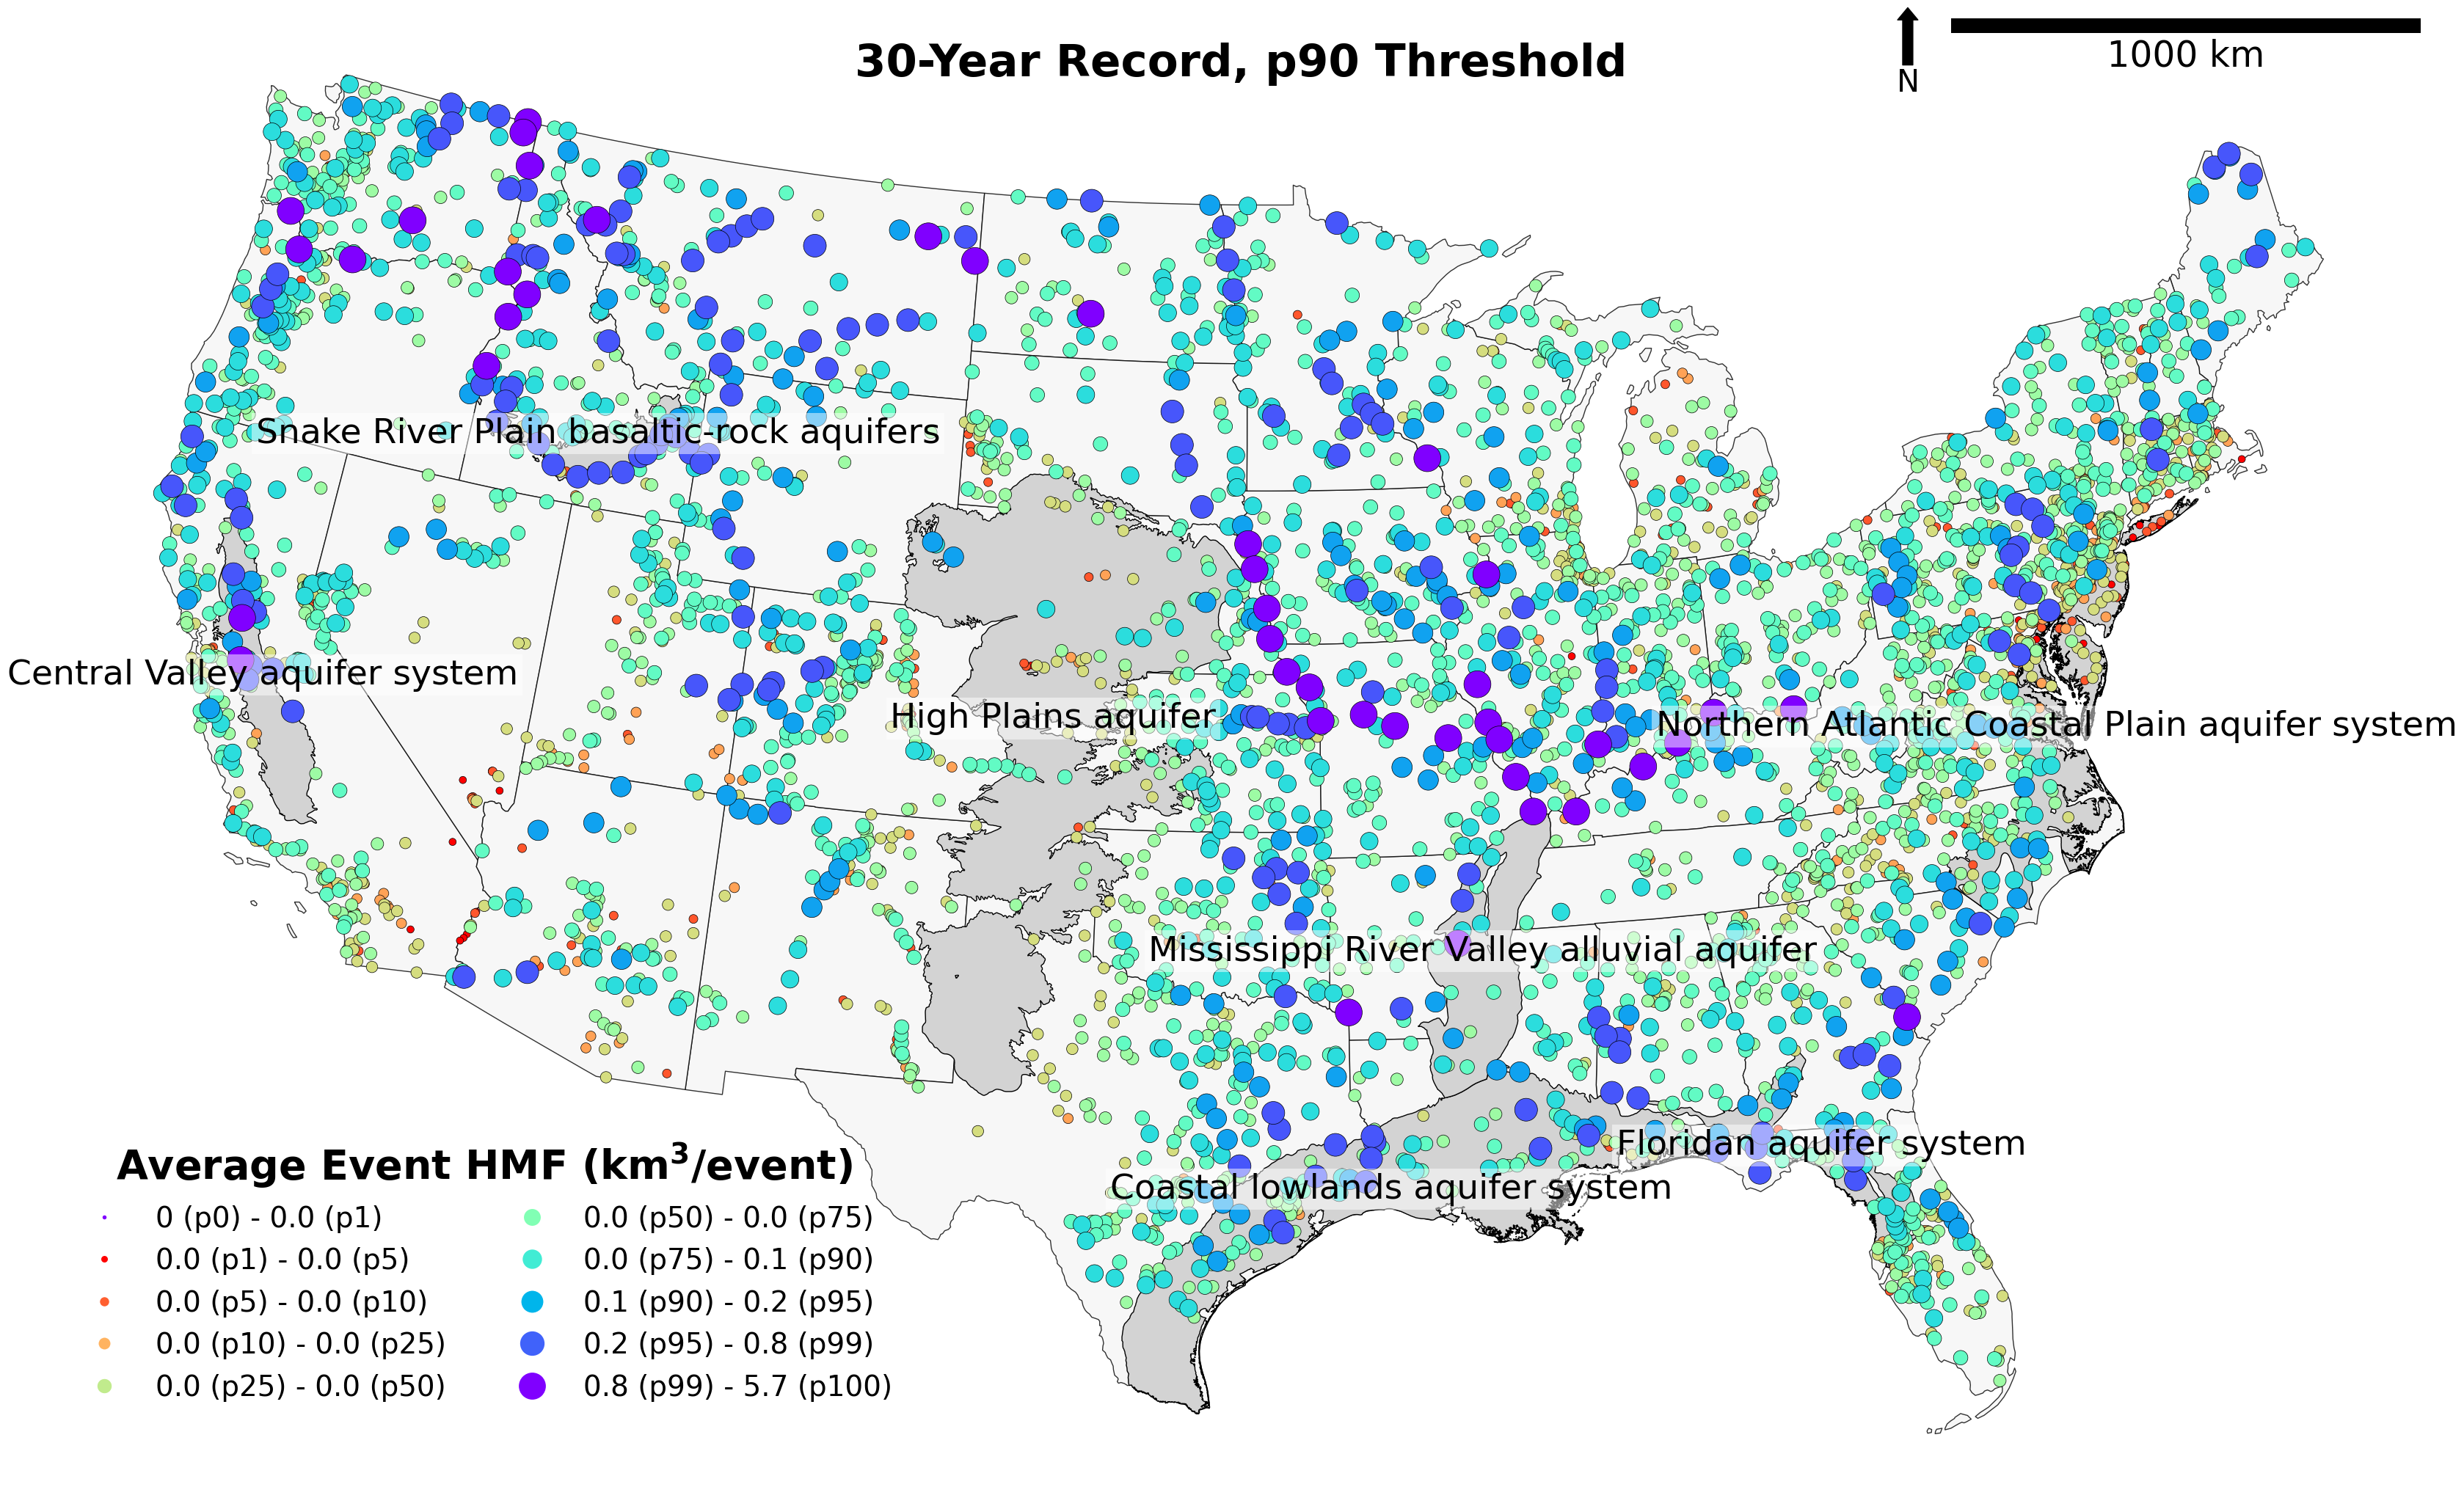 30-Year Record, p90 Threshold
N
1000 km
Snake River Plain basaltic-rock aquifers
Central Valley aquifer system
High Plains aquifer
Northern Atlantic Coastal Plain aquifer system
Mississippi River Valley alluvial aquifer
Floridan aquifer system
Coastal lowlands aquifer system
Average Event HMF (km³/event)
0 (p0) - 0.0 (p1)
0.0 (p1) - 0.0 (p5)
0.0 (p5) - 0.0 (p10)
0.0 (p10) - 0.0 (p25)
0.0 (p25) - 0.0 (p50)
0.0 (p50) - 0.0 (p75)
0.0 (p75) - 0.1 (p90)
0.1 (p90) - 0.2 (p95)
0.2 (p95) - 0.8 (p99)
0.8 (p99) - 5.7 (p100)